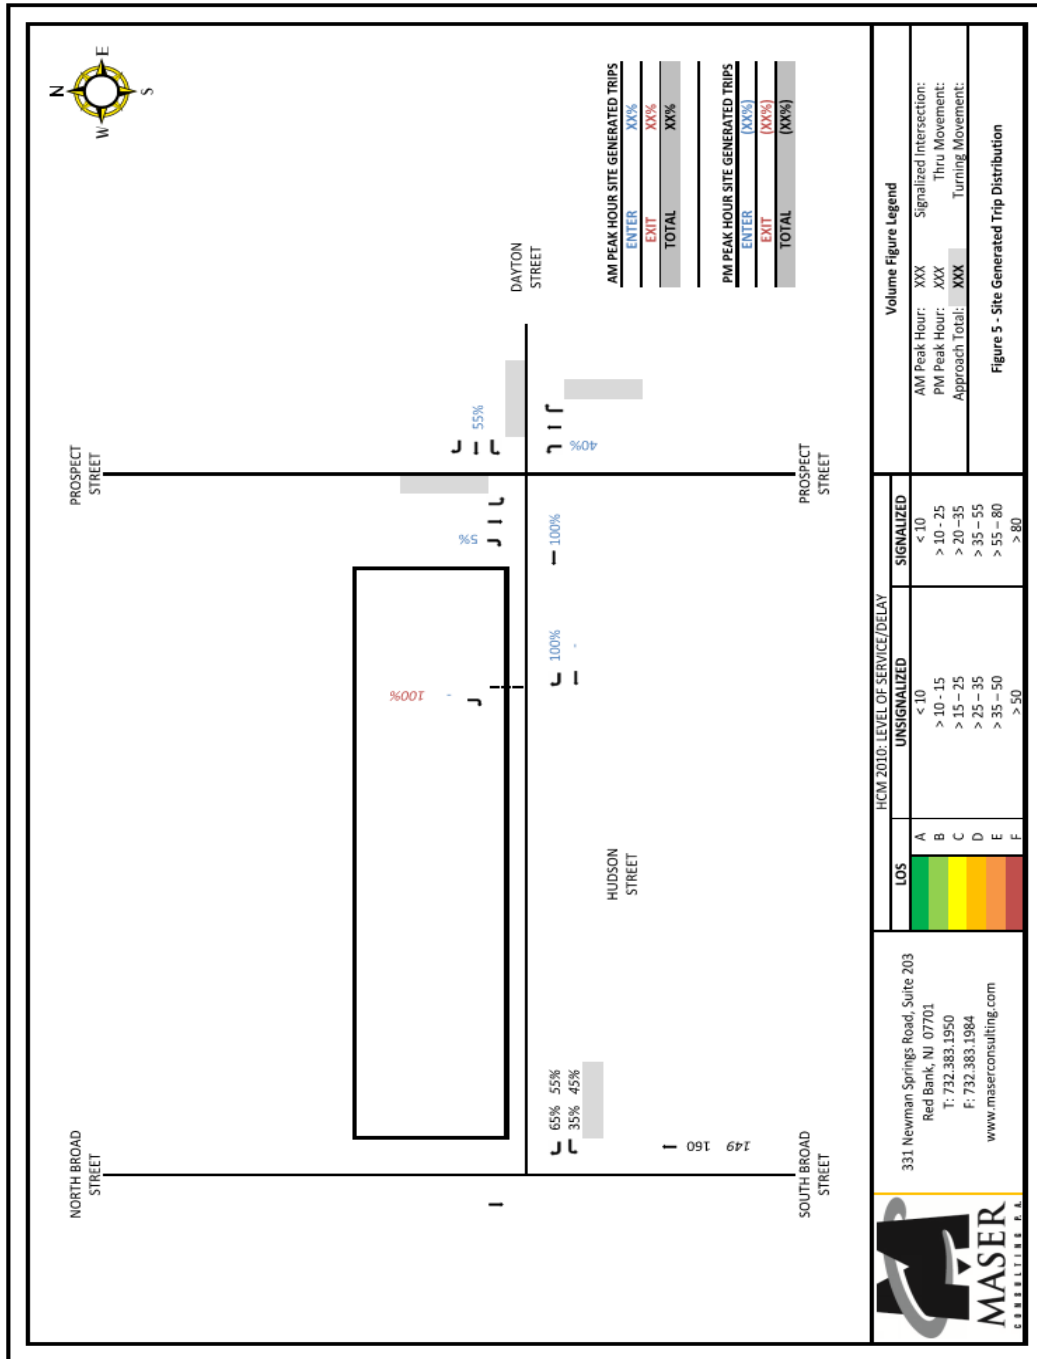 N
E
W
S
AM PEAK HOUR SITE GENERATED TRIPS
ENTER XX%
EXIT XX%
TOTAL XX%
PM PEAK HOUR SITE GENERATED TRIPS
ENTER (XX%)
EXIT (XX%)
TOTAL (XX%)
DAYTON
STREET
PROSPECT
STREET
55%
40%
5%
100%
PROSPECT
STREET
100%
-
100%
-
HUDSON
STREET
NORTH BROAD
STREET
65% 55%
35% 45%
160 149
SOUTH BROAD
STREET
MASER
CONSULTING P.A.
331 Newman Springs Road, Suite 203
Red Bank, NJ 07701
T: 732.383.1950
F: 732.383.1984
www.maserconsulting.com
HCM 2010: LEVEL OF SERVICE/DELAY
LOS UNSIGNALIZED SIGNALIZED
A < 10 < 10
B > 10 - 15 > 10 - 25
C > 15 – 25 > 20 –35
D > 25 – 35 > 35 – 55
E > 35 – 50 > 55 – 80
F > 50 > 80
Volume Figure Legend
AM Peak Hour: XXX Signalized Intersection:
PM Peak Hour: XXX Thru Movement:
Approach Total: XXX Turning Movement:
Figure 5 - Site Generated Trip Distribution